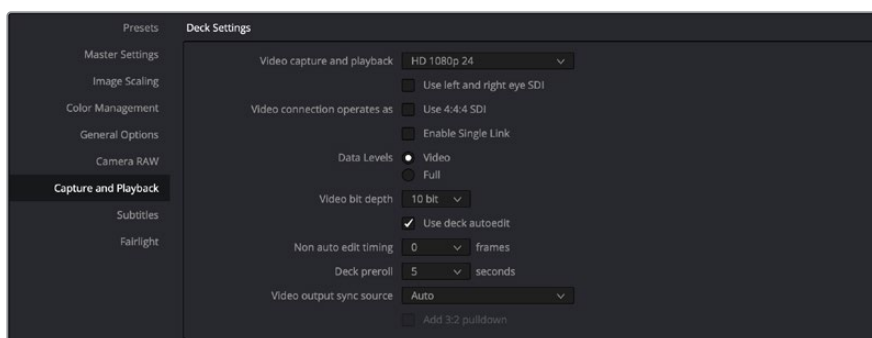 Presets
Master Settings
Image Scaling
Color Management
General Options
Camera RAW
Capture and Playback
Subtitles
Fairlight
Deck Settings
Video capture and playback HD 1080p 24
Use left and right eye SDI
Video connection operates as Use 4:4:4 SDI
Enable Single Link
Data Levels Video
Full
Video bit depth 10 bit
Use deck autoedit
Non auto edit timing 0 frames
Deck preroll 5 seconds
Video output sync source Auto
Add 3:2 pulldown